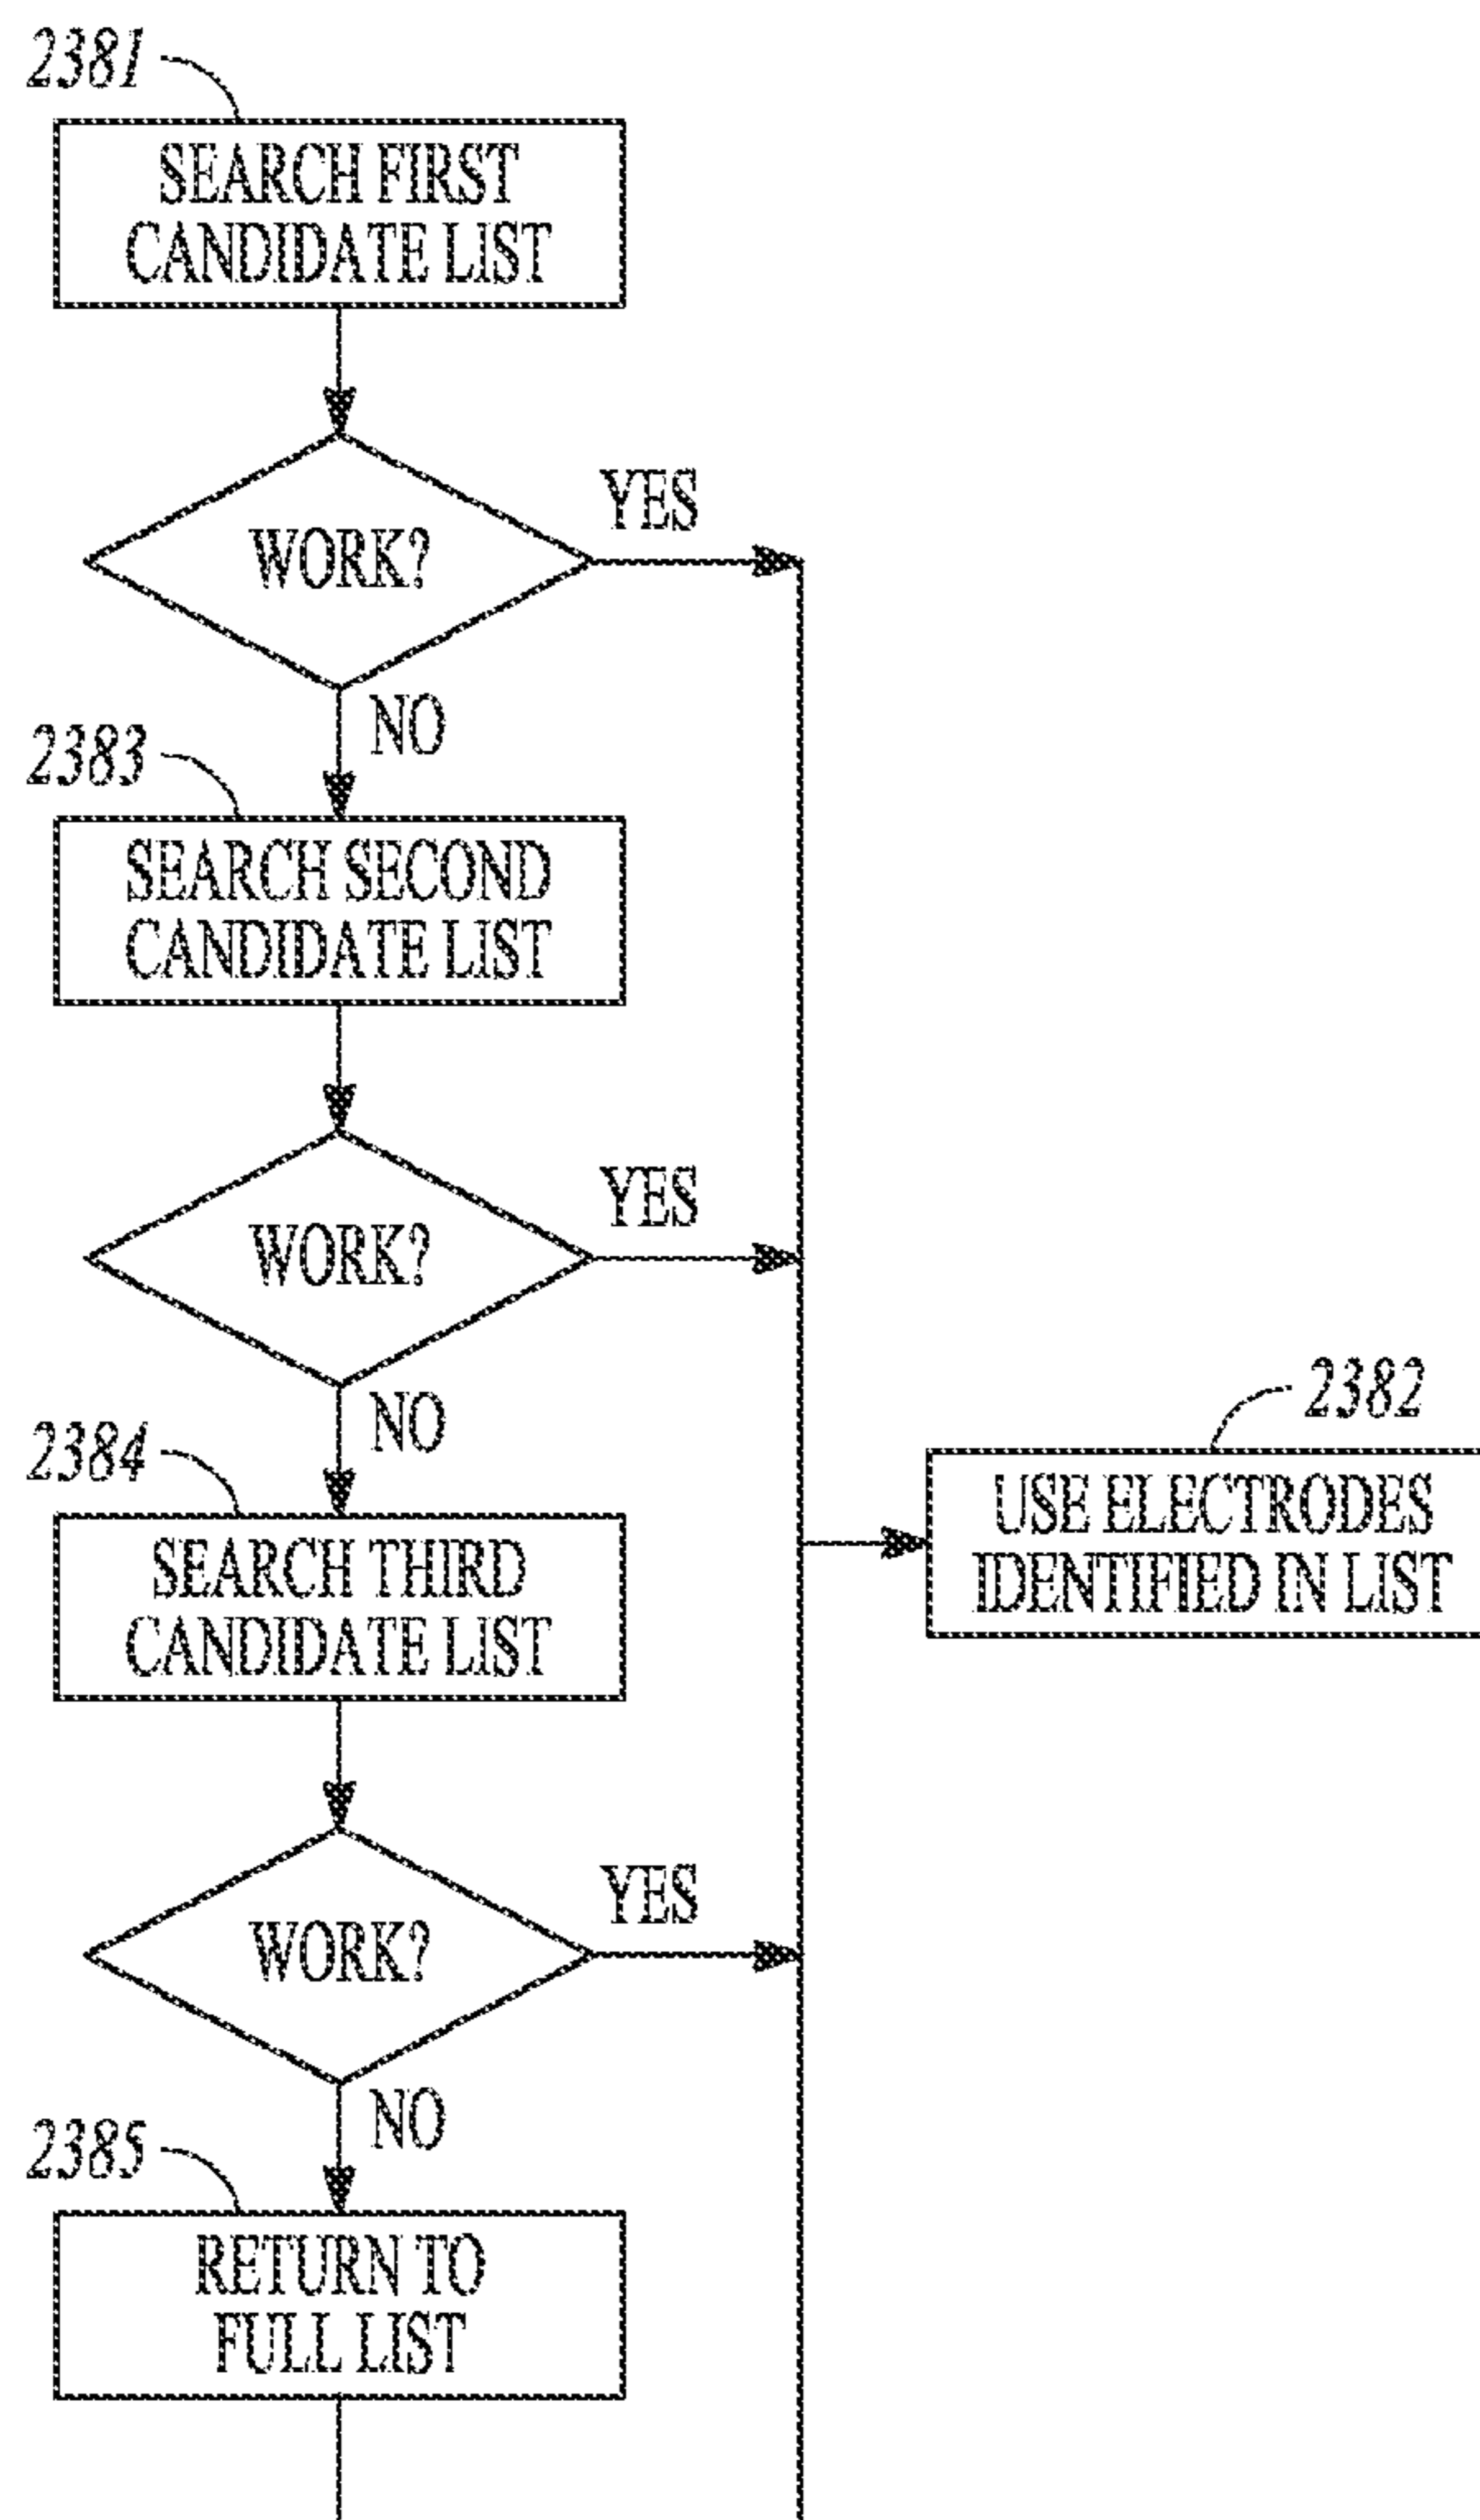 2381
SEARCH FIRST
CANDIDATE LIST
WORK?
YES
NO
2383
SEARCH SECOND
CANDIDATE LIST
WORK?
YES
NO
2382
USE ELECTRODES
IDENTIFIED IN LIST
2384
SEARCH THIRD
CANDIDATE LIST
WORK?
YES
NO
2385
RETURN TO
FULL LIST